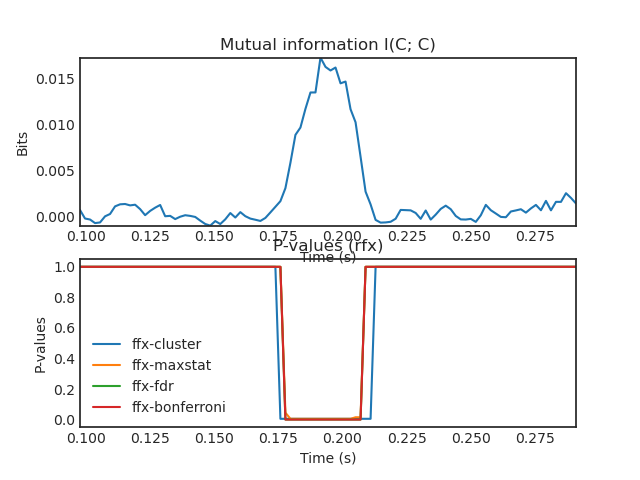 Mutual information I(C; C)
0.015
0.010
0.005
0.000
Bits
0.100 0.125 0.150 0.175 0.200 0.225 0.250 0.275
Time (s)
P-values (rfx)
1.0
0.8
0.6
0.4
0.2
0.0
P-values
ffx-cluster
ffx-maxstat
ffx-fdr
ffx-bonferroni
0.100 0.125 0.150 0.175 0.200 0.225 0.250 0.275
Time (s)